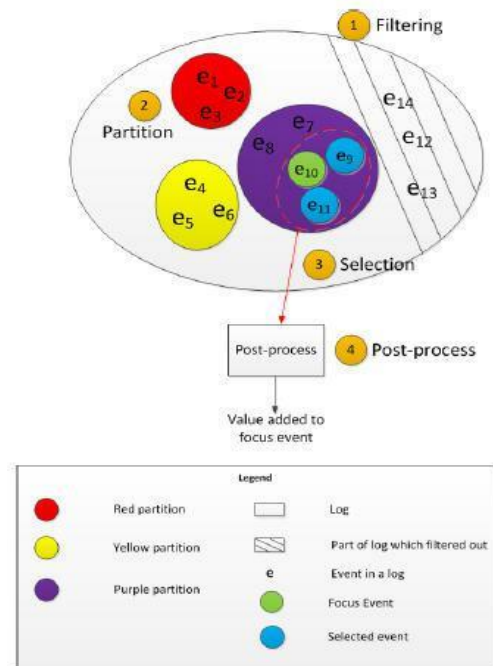 1 Filtering
2
Partition
e1 e2
e3
e4
e5 e6
e7
e8
e9
e10
e11
e14
e12
e13
3 Selection
Post-process
4 Post-process
Value added to
focus event
Legend
Red partition
Log
Yellow partition
Part of log which filtered out
e Event in a log
Purple partition
Focus Event
Selected event